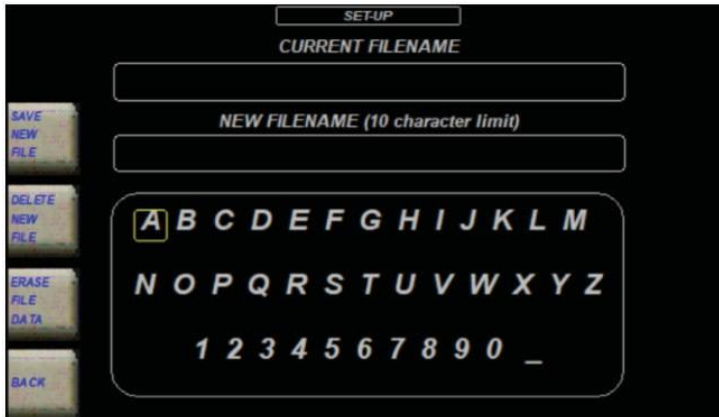 SET-UP
CURRENT FILENAME
NEW FILENAME (10 character limit)
SAVE
NEW
FILE
DELETE
NEW
FILE
ERASE
FILE
DATA
BACK
A B C D E F G H I J K L M
N O P Q R S T U V W X Y Z
1 2 3 4 5 6 7 8 9 0 _